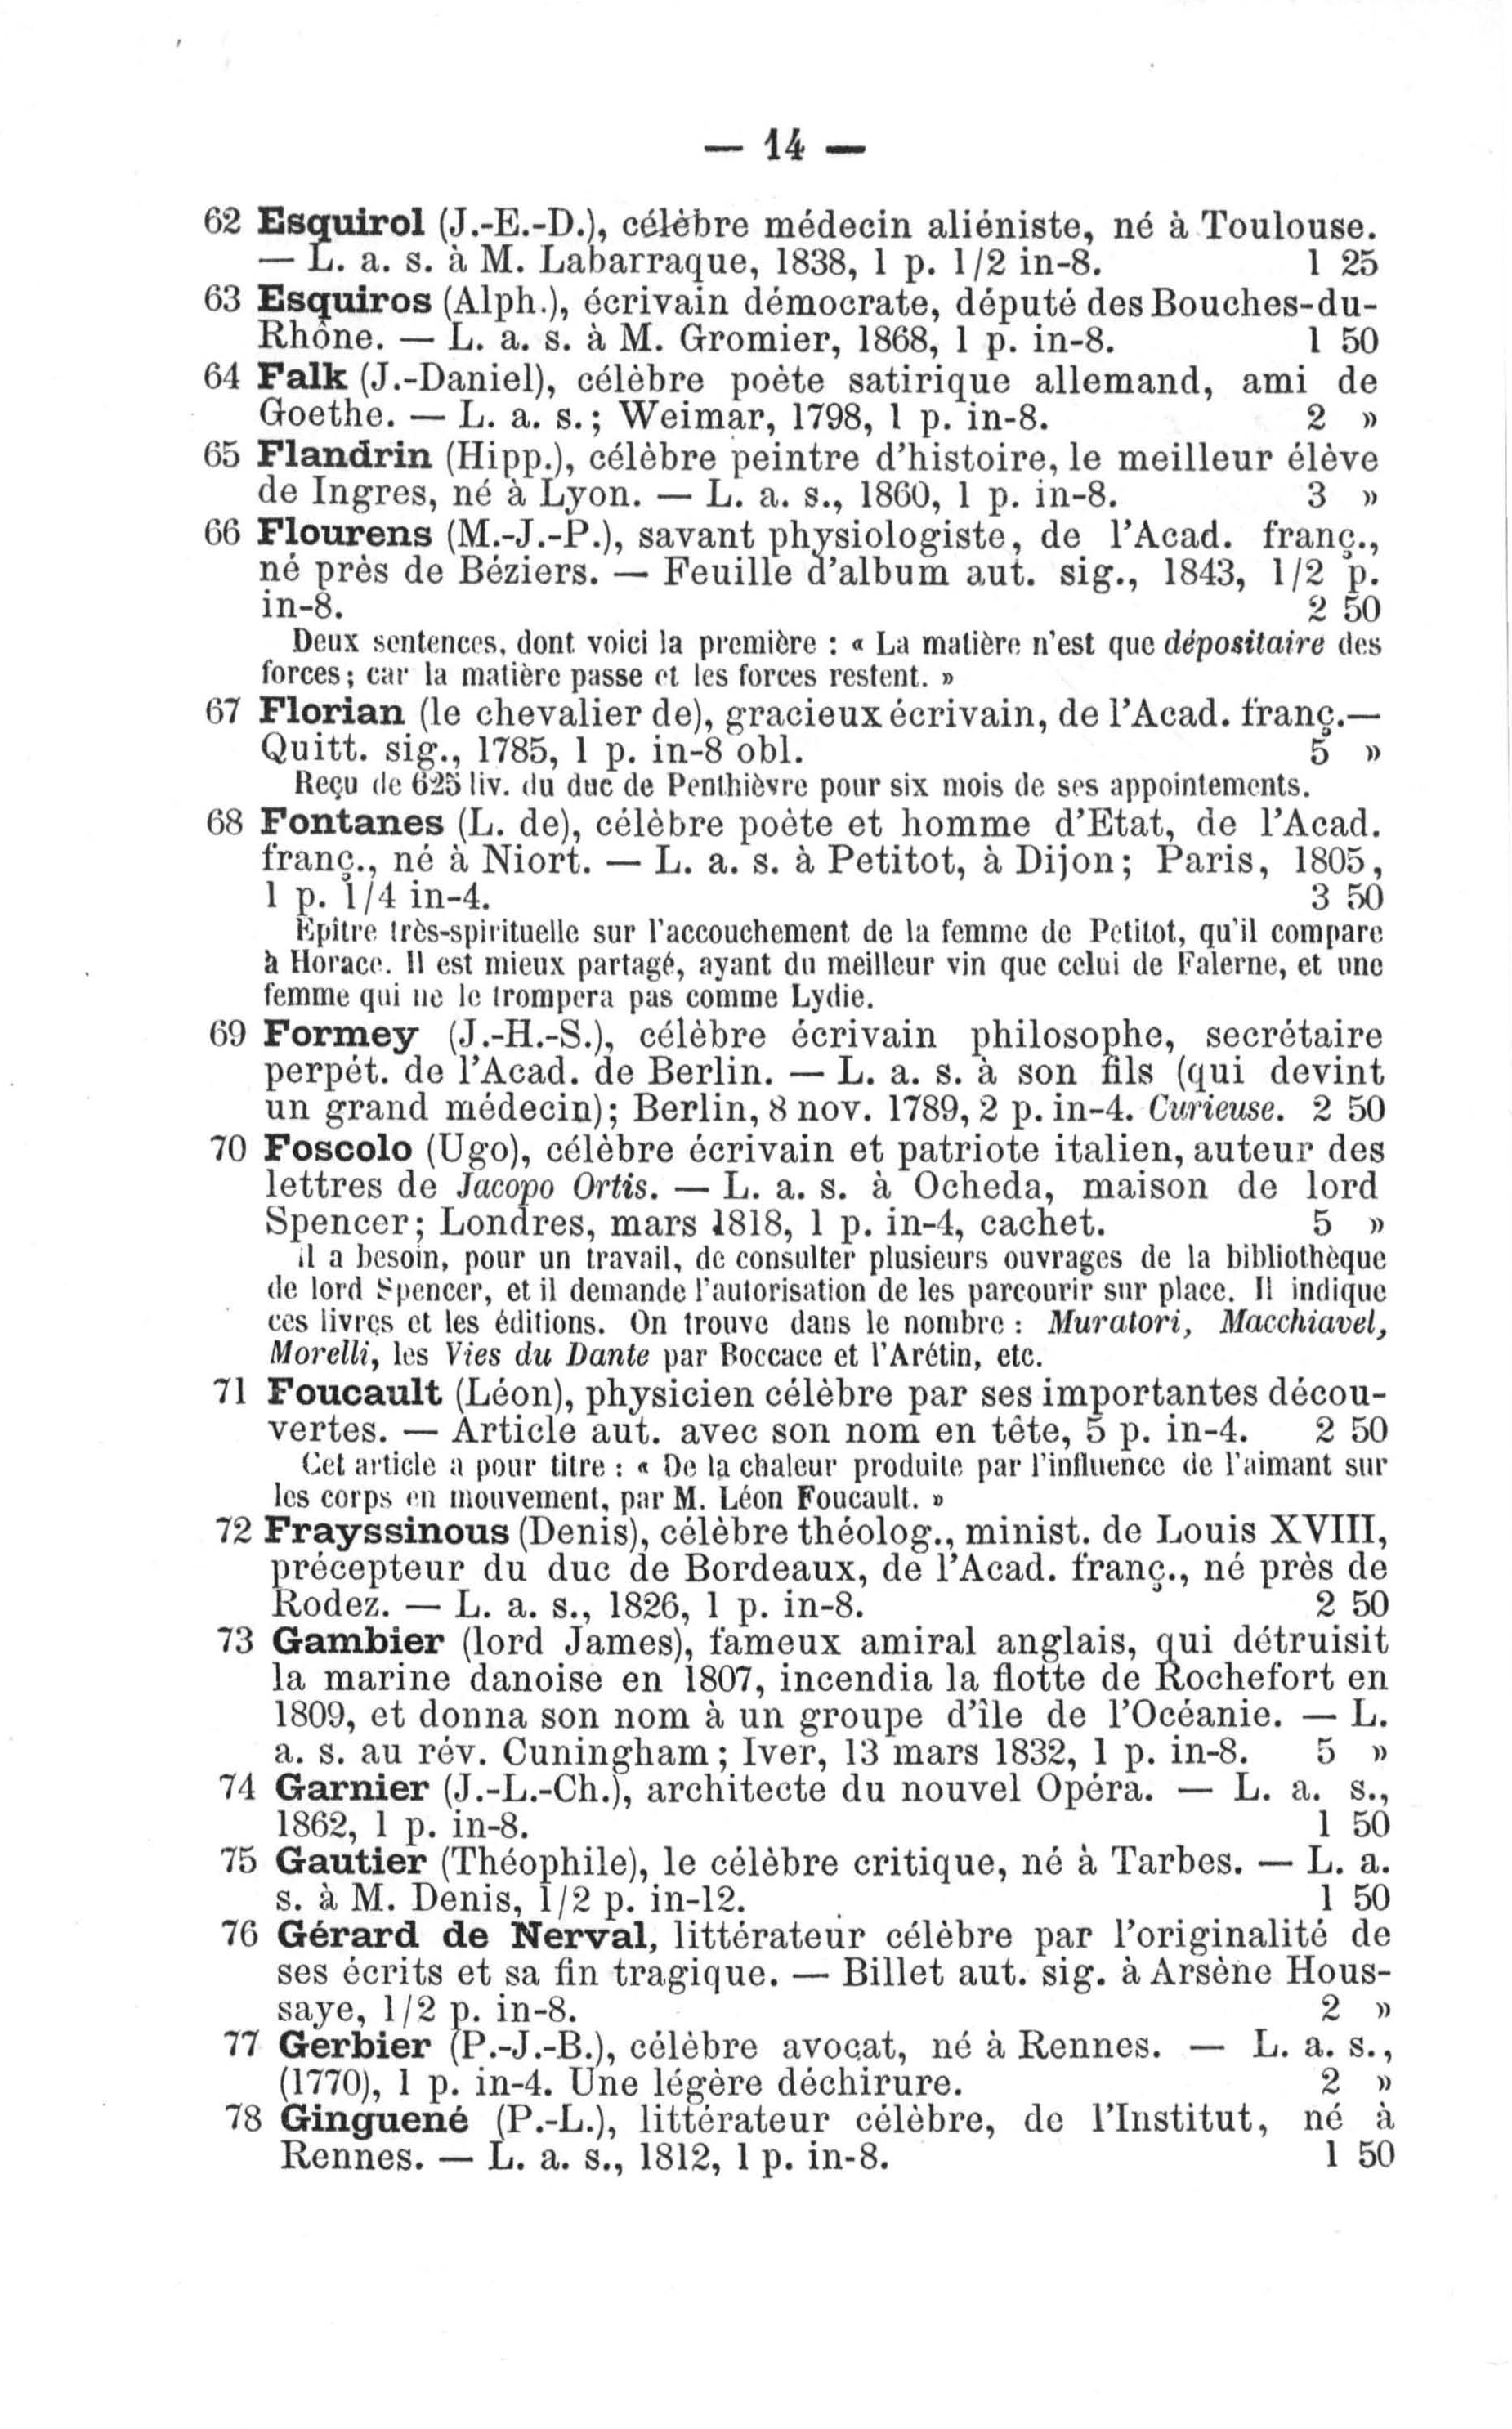 — 14 —
62 Esquirol (J.-E.-D.), célèbre médecin aliéniste, né à Toulouse.
— L. a. s. à M. Labarraque, 1838, 1 p. 1/2 in-8. 1 25
63 Esquiros (Alph.), écrivain démocrate, député des Bouches-du-
Rhône. — L. a. s. à M. Gromier, 1868, 1 p. in-8. 1 50
64 Falk (J.-Daniel), célèbre poète satirique allemand, ami de
Goethe. — L. a. s.; Weimar, 1798, 1 p. in-8. 2 »
65 Flandrin (Hipp.), célèbre peintre d'histoire, le meilleur élève
de Ingres, né à Lyon. — L. a. s., 1860, 1 p. in-8. 3 »
66 Flourens (M.-J.-P.), savant physiologiste, de l'Acad. franç.,
né près de Béziers. — Feuille d'album aut. sig., 1843, 1/2 p.
in-8. 2 50
Deux sentences, dont voici la première : « La matière n'est que dépositaire des
forces; car la matière passe et les forces restent. »
67 Florian (le chevalier de), gracieux écrivain, de l'Acad. franç.—
Quitt. sig., 1785, 1 p. in-8 obl. 5 »
Reçu de 625 liv. du duc de Penthièvre pour six mois de ses appointements.
68 Fontanes (L. de), célèbre poète et homme d'Etat, de l'Acad.
franç., né à Niort. — L. a. s. à Petitot, à Dijon; Paris, 1805,
1 p. 1/4 in-4. 3 50
Epître très-spirituelle sur l'accouchement de la femme de Petitot, qu'il compare
à Horace. Il est mieux partagé, ayant du meilleur vin que celui de Falerne, et une
femme qui ne le trompera pas comme Lydie.
69 Formey (J.-H.-S.), célèbre écrivain philosophe, secrétaire
perpét. de l'Acad. de Berlin. — L. a. s. à son fils (qui devint
un grand médecin); Berlin, 8 nov. 1789, 2 p. in-4. Curieuse. 2 50
70 Foscolo (Ugo), célèbre écrivain et patriote italien, auteur des
lettres de Jacopo Ortis. — L. a. s. à Ocheda, maison de lord
Spencer; Londres, mars 1818, 1 p. in-4, cachet. 5 »
Il a besoin, pour un travail, de consulter plusieurs ouvrages de la bibliothèque
de lord Spencer, et il demande l'autorisation de les parcourir sur place. Il indique
ces livres et les éditions. On trouve dans le nombre : Muratori, Macchiavel,
Morelli, les Vies du Dante par Boccace et l'Arétin, etc.
71 Foucault (Léon), physicien célèbre par ses importantes décou-
vertes. — Article aut. avec son nom en tête, 5 p. in-4. 2 50
Cet article a pour titre : « De la chaleur produite par l'influence de l'aimant sur
les corps en mouvement, par M. Léon Foucault. »
72 Frayssinous (Denis), célèbre théolog., minist. de Louis XVIII,
précepteur du duc de Bordeaux, de l'Acad. franç., né près de
Rodez. — L. a. s., 1826, 1 p. in-8. 2 50
73 Gambier (lord James), fameux amiral anglais, qui détruisit
la marine danoise en 1807, incendia la flotte de Rochefort en
1809, et donna son nom à un groupe d'île de l'Océanie. — L.
a. s. au rév. Cuningham; Iver, 13 mars 1832, 1 p. in-8. 5 »
74 Garnier (J.-L.-Ch.), architecte du nouvel Opéra. — L. a. s.,
1862, 1 p. in-8. 1 50
75 Gautier (Théophile), le célèbre critique, né à Tarbes. — L. a.
s. à M. Denis, 1/2 p. in-12. 1 50
76 Gérard de Nerval, littérateur célèbre par l'originalité de
ses écrits et sa fin tragique. — Billet aut. sig. à Arsène Hous-
saye, 1/2 p. in-8. 2 »
77 Gerbier (P.-J.-B.), célèbre avocat, né à Rennes. — L. a. s.,
(1770), 1 p. in-4. Une légère déchirure. 2 »
78 Ginguené (P.-L.), littérateur célèbre, de l'Institut, né à
Rennes. — L. a. s., 1812, 1 p. in-8. 1 50